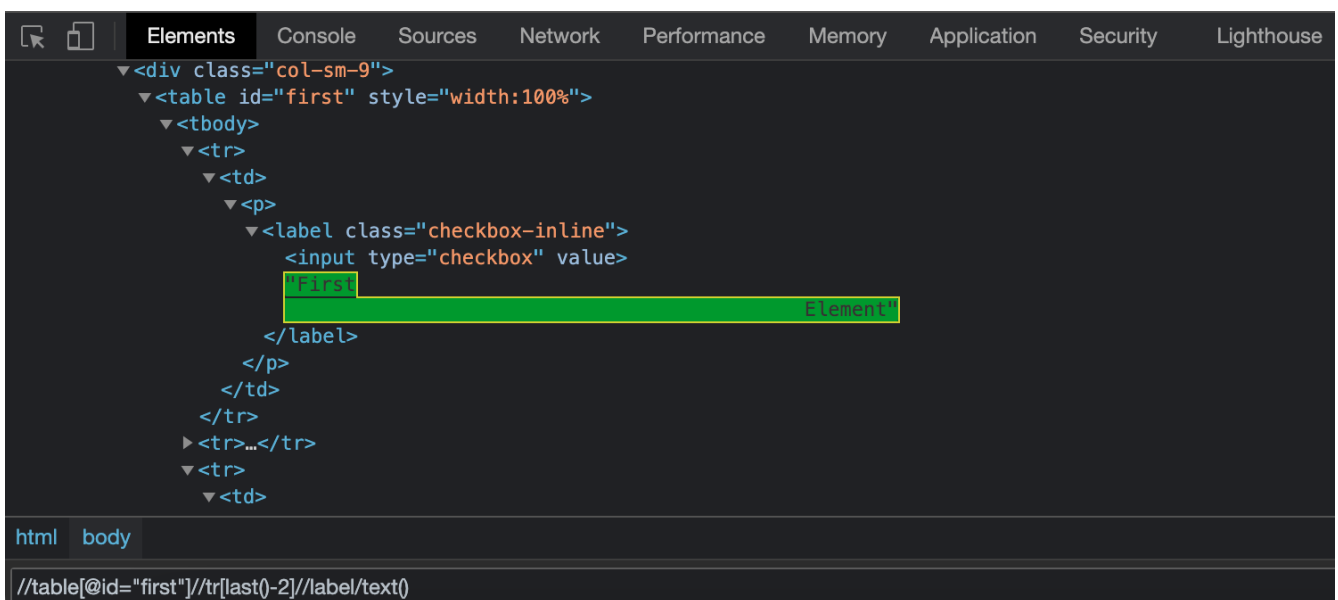 Elements Console Sources Network Performance Memory Application Security Lighthouse
▼<div class="col-sm-9">
▼<table id="first" style="width:100%">
▼<tbody>
▼<tr>
▼<td>
▼<p>
▼<label class="checkbox-inline">
<input type="checkbox" value>
"First
Element"
</label>
</p>
</td>
</tr>
▶<tr>…</tr>
▼<tr>
▼<td>
html body
//table[@id="first"]//tr[last()-2]//label/text()